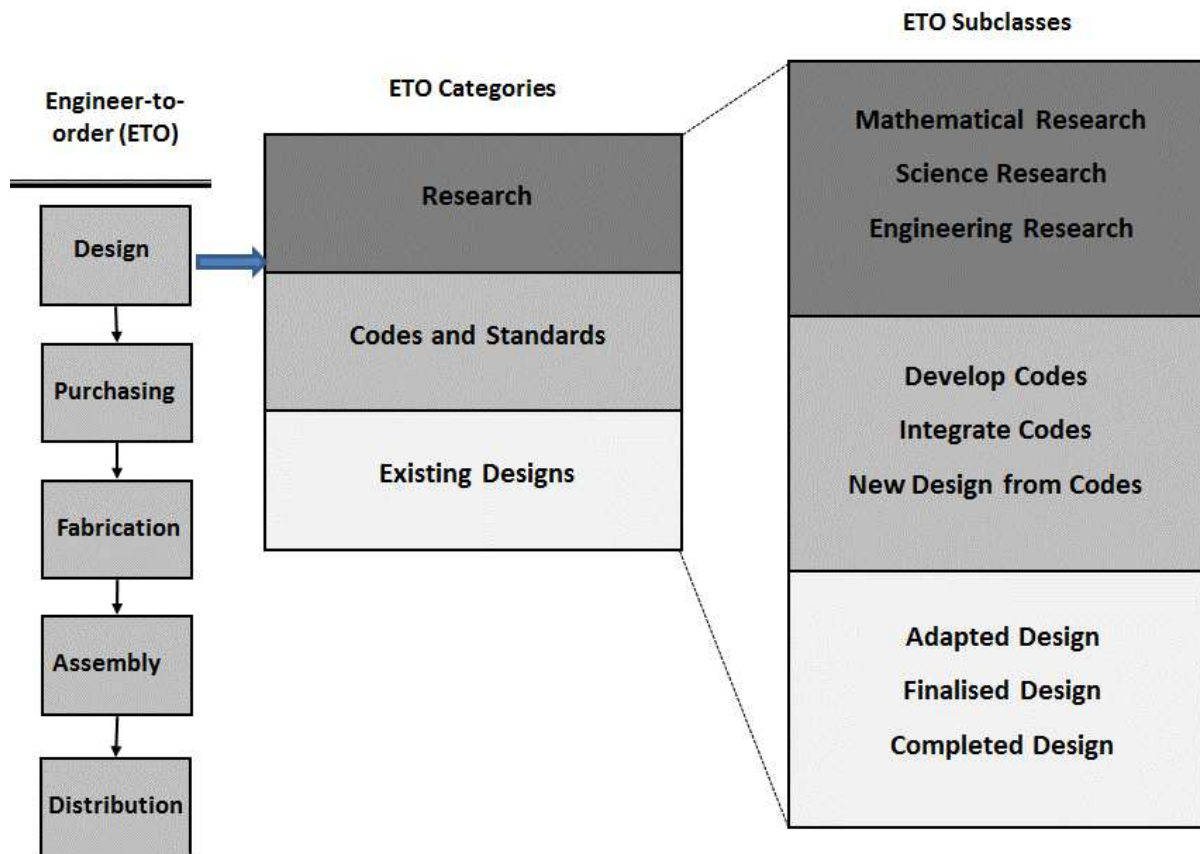 Engineer-to-
order (ETO)
Design
Purchasing
Fabrication
Assembly
Distribution
ETO Categories
Research
Codes and Standards
Existing Designs
ETO Subclasses
Mathematical Research
Science Research
Engineering Research
Develop Codes
Integrate Codes
New Design from Codes
Adapted Design
Finalised Design
Completed Design